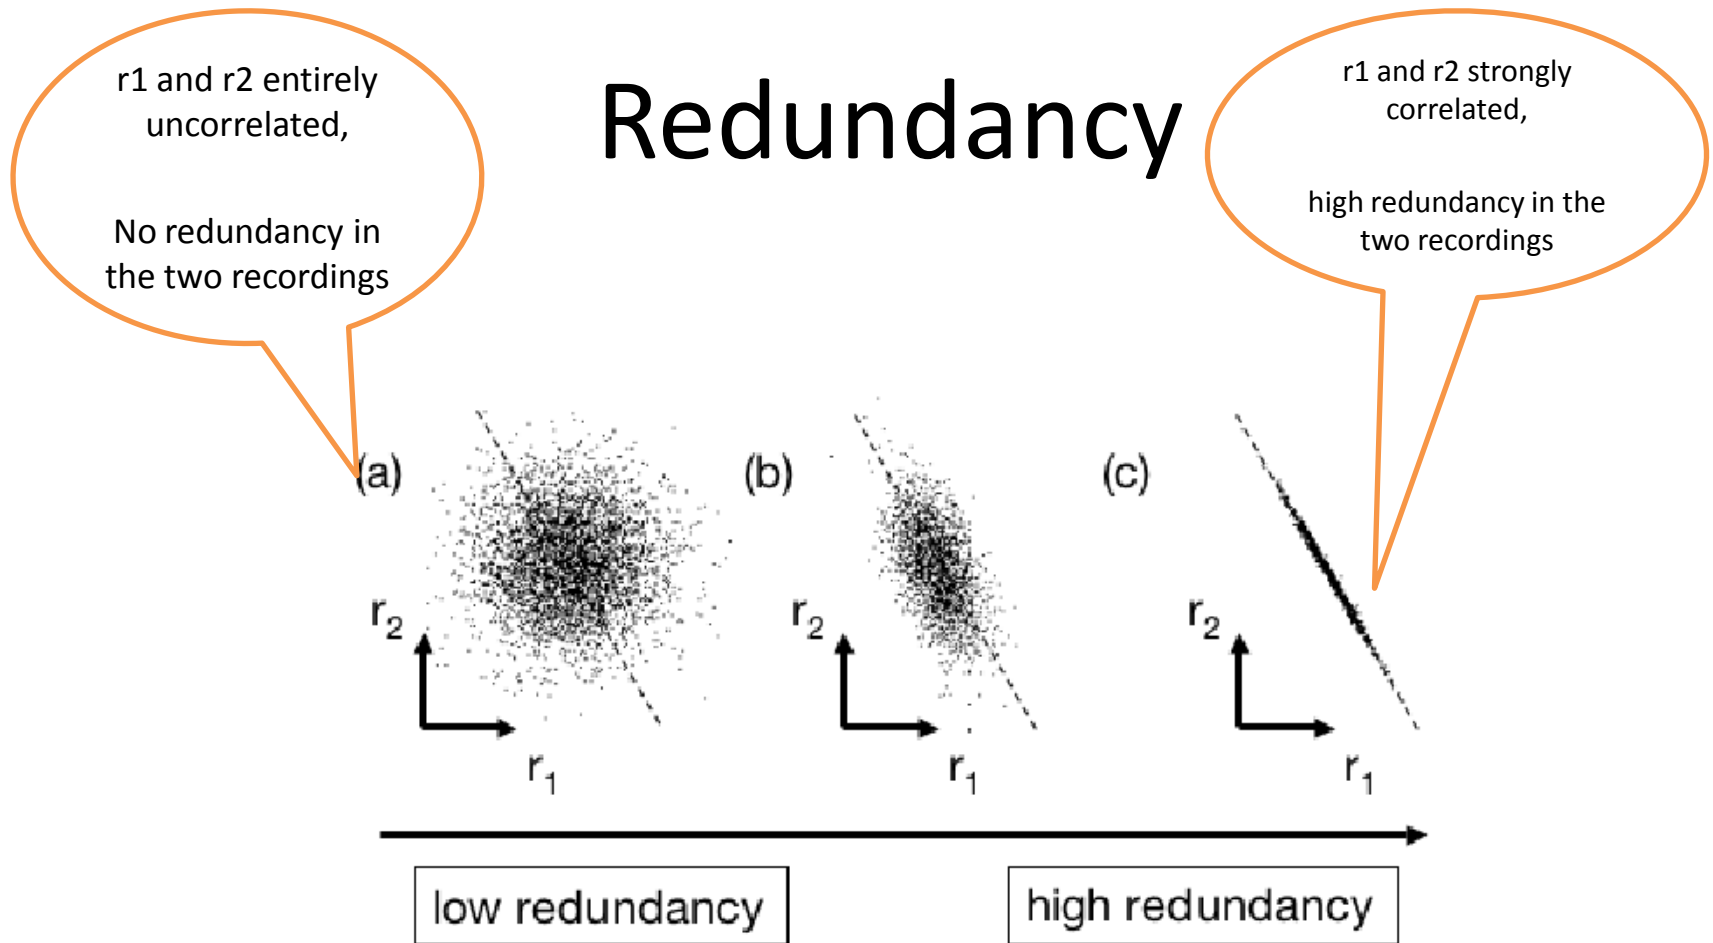 Redundancy
r1 and r2 entirely
uncorrelated,
No redundancy in
the two recordings
r1 and r2 strongly
correlated,
high redundancy in the
two recordings
(a)
(b)
(c)
r2
r2
r2
r1
r1
r1
low redundancy
high redundancy